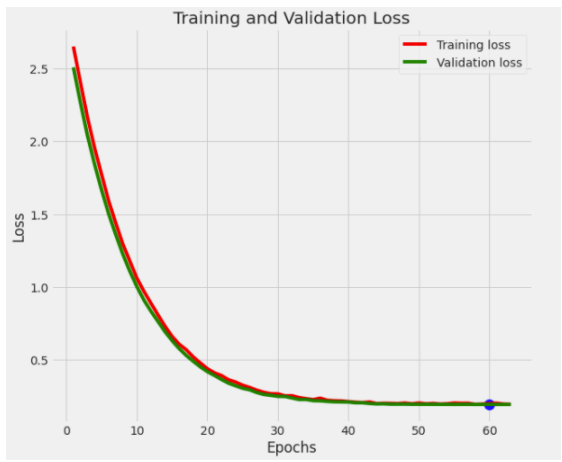 Training and Validation Loss
Training loss
Validation loss
Loss
2.5
2.0
1.5
1.0
0.5
0 10 20 30 40 50 60
Epochs